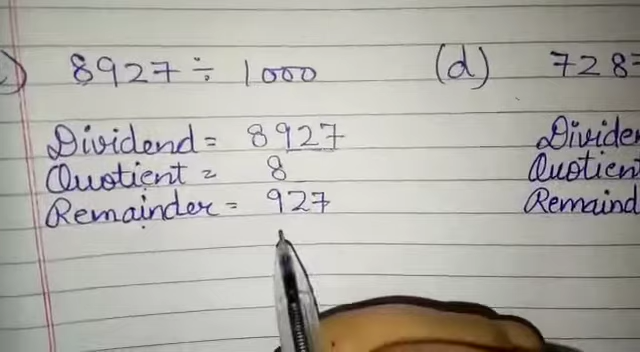 ) 8927 ÷ 1000
Dividend = 8927
Quotient = 8
Remainder = 927
(d) 728